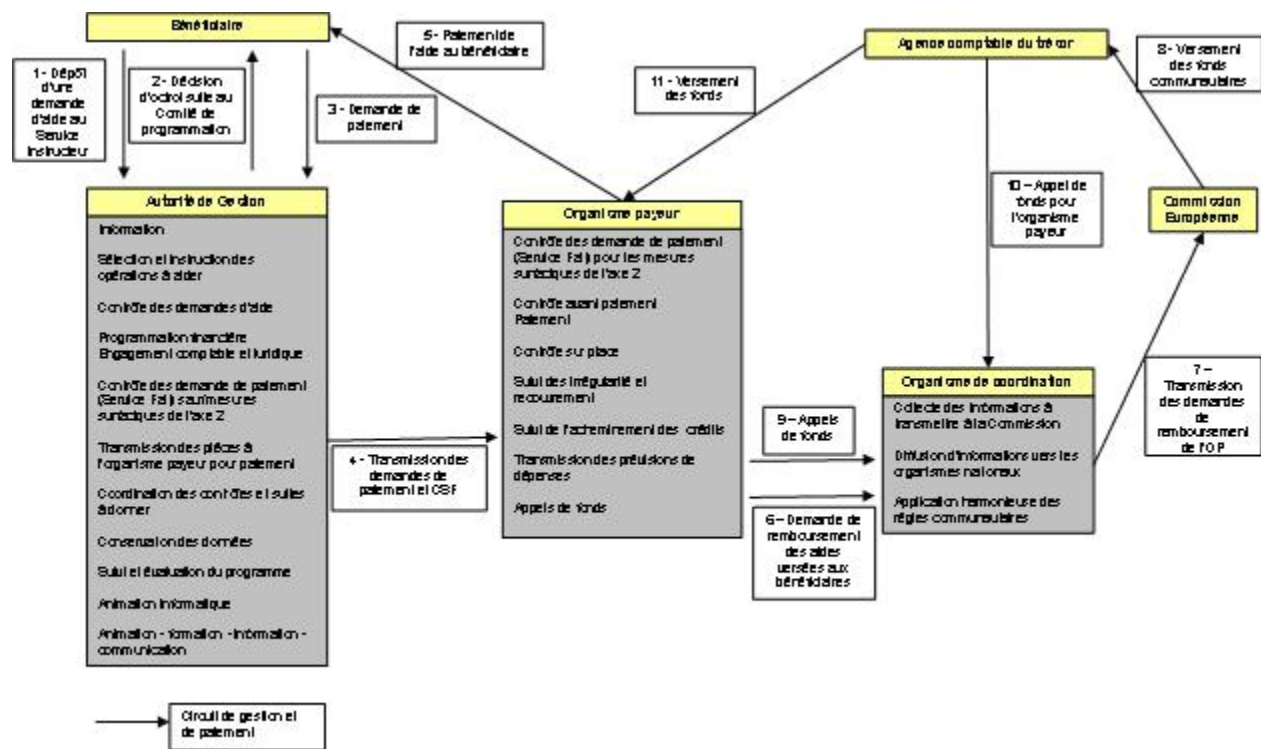 Bénéficiaire
5 - Paiement de
l'aide au bénéficiaire
Agence comptable du trésor
8 - Versement
des fonds
communautaires
1 - Dépôt
d'une
demande
d'aide au
Service
instructeur
2 - Décision
d'octroi suite au
Comité de
programmation
3 - Demande de
paiement
11 - Versement
des fonds
Autorité de Gestion
Information
Sélection et instruction des
opérations à aider
Contrôle des demandes d'aide
Programmation financière
Engagement comptable et juridique
Contrôle des demande de paiement
(Service Fait) sauf mesures
surfaciques de l'axe 2
Transmission des pièces à
l'organisme payeur pour paiement
Coordination des contrôles et suites
à donner
Conservation des données
Suivi et évaluation du programme
Animation informatique
Animation - formation - information -
communication
4 - Transmission des
demandes de
paiement et CSF
Organisme payeur
Contrôle des demande de paiement
(Service Fait) pour les mesures
surfaciques de l'axe 2
Contrôle avant paiement
Paiement
Contrôle sur place
Suivi des irrégularité et
recouvrement
Suivi de l'acheminement des crédits
Transmission des prévisions de
dépenses
Appels de fonds
10 – Appel de
fonds pour
l'organisme
payeur
Commission
Européenne
9 – Appels
de fonds
6 – Demande de
remboursement
des aides
versées aux
bénéficiaires
Organisme de coordination
Collecte des informations à
transmettre à la Commission
Diffusion d'informations vers les
organismes nationaux
Application harmonieuse des
règles communautaires
7 –
Transmission
des demandes
de
remboursement
de l'OP
Circuit de gestion et
de paiement